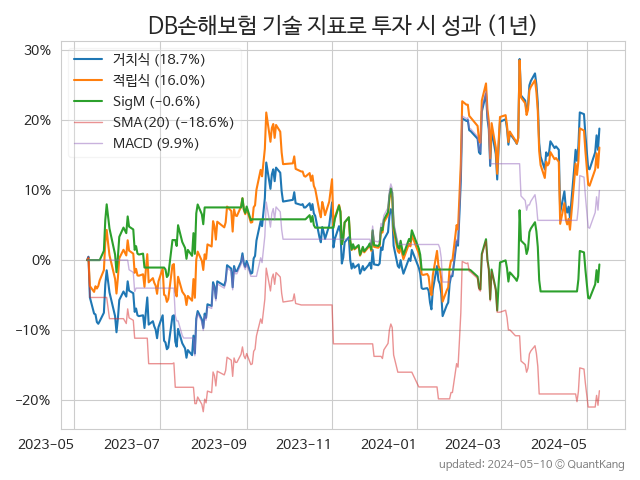 DB손해보험 기술 지표로 투자 시 성과 (1년)
거치식 (18.7%)
적립식 (16.0%)
SigM (−0.6%)
SMA(20) (−18.6%)
MACD (9.9%)
30%
20%
10%
0%
−10%
−20%
2023-05
2023-07
2023-09
2023-11
2024-01
2024-03
2024-05
updated: 2024-05-10 ⓒ QuantKang